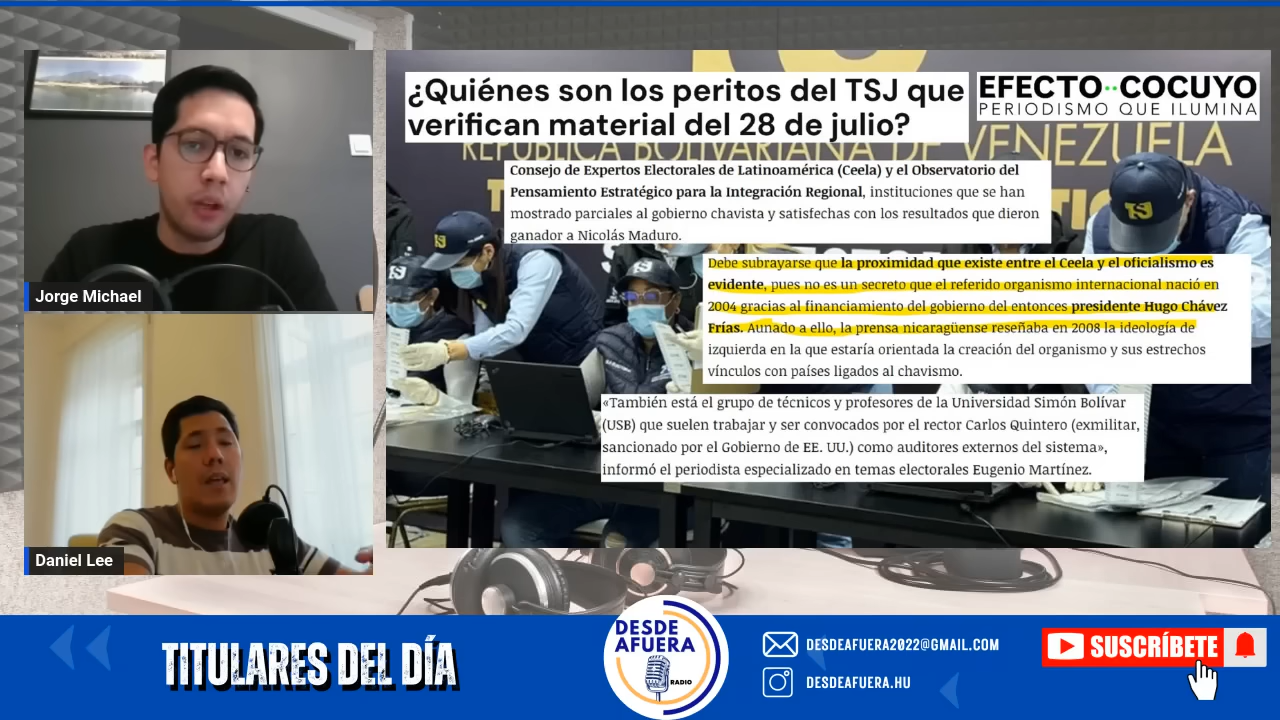 Jorge Michael
Daniel Lee
¿Quiénes son los peritos del TSJ que
verifican material del 28 de julio?
EFECTO··COCUYO
PERIODISMO QUE ILUMINA
REPÚBLICA BOLIVARIANA DE VENEZUELA
Consejo de Expertos Electorales de Latinoamérica (Ceela) y el Observatorio del
Pensamiento Estratégico para la Integración Regional, instituciones que se han
mostrado parciales al gobierno chavista y satisfechas con los resultados que dieron
ganador a Nicolás Maduro.
TSJ
TSJ
TSJ
Debe subrayarse que la proximidad que existe entre el Ceela y el oficialismo es
evidente, pues no es un secreto que el referido organismo internacional nació en
2004 gracias al financiamiento del gobierno del entonces presidente Hugo Chávez
Frías. Aunado a ello, la prensa nicaragüense reseñaba en 2008 la ideología de
izquierda en la que estaría orientada la creación del organismo y sus estrechos
vínculos con países ligados al chavismo.
«También está el grupo de técnicos y profesores de la Universidad Simón Bolívar
(USB) que suelen trabajar y ser convocados por el rector Carlos Quintero (exmilitar,
sancionado por el Gobierno de EE. UU.) como auditores externos del sistema»,
informó el periodista especializado en temas electorales Eugenio Martínez.
TITULARES DEL DÍA
DESDE
AFUERA
RADIO
DESDEAFUERA2022@GMAIL.COM
DESDEAFUERA.HU
SUSCRÍBETE